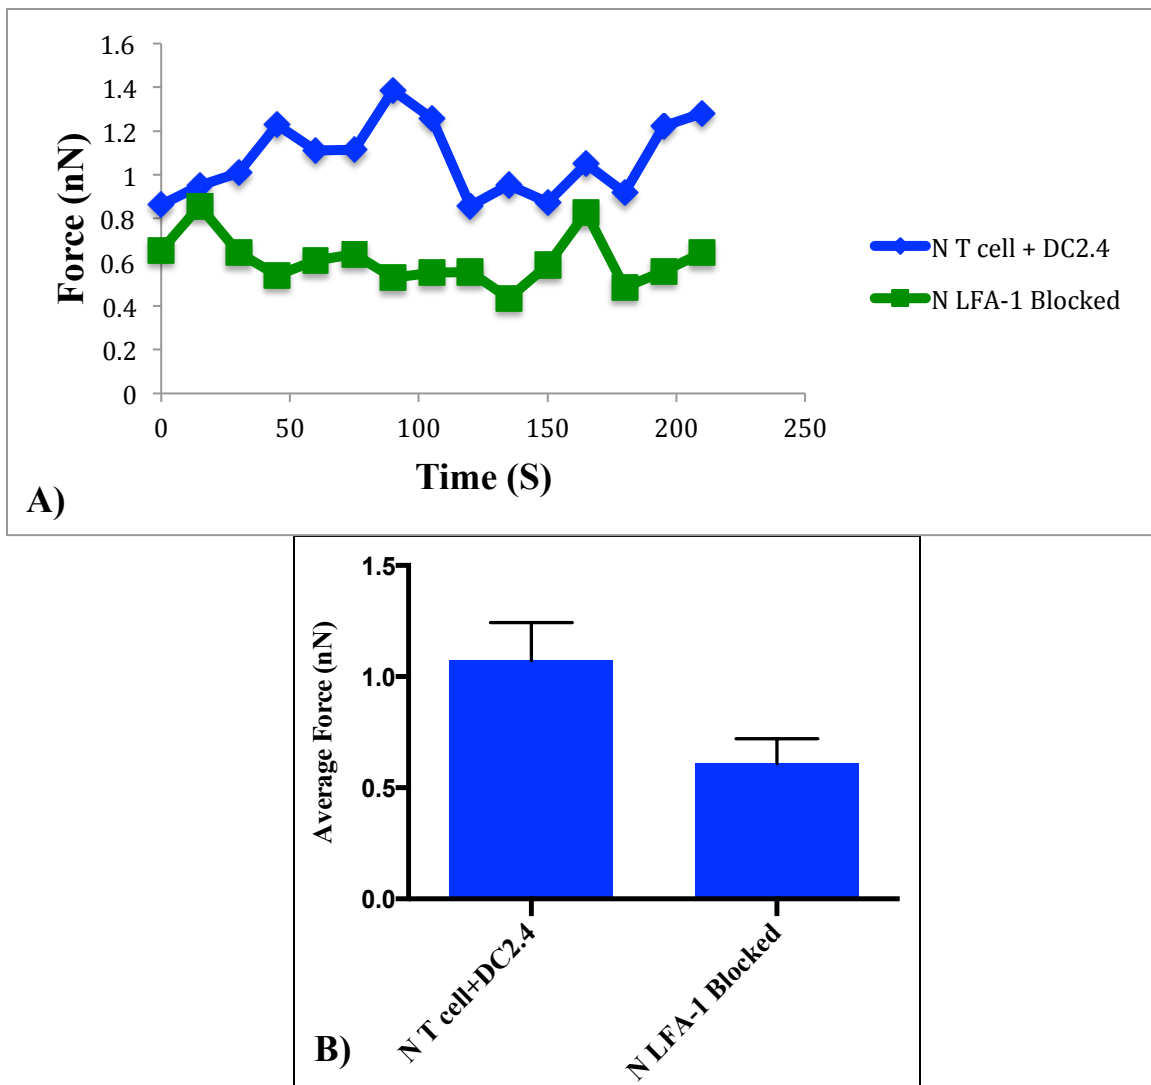 1.6
1.4
1.2
1
0.8
0.6
0.4
0.2
0
Force (nN)
0 50 100 150 200 250
Time (S)
N T cell + DC2.4
N LFA-1 Blocked
A)
1.5
1.0
0.5
0.0
Average Force (nN)
N T cell+DC2.4
N LFA-1 Blocked
B)